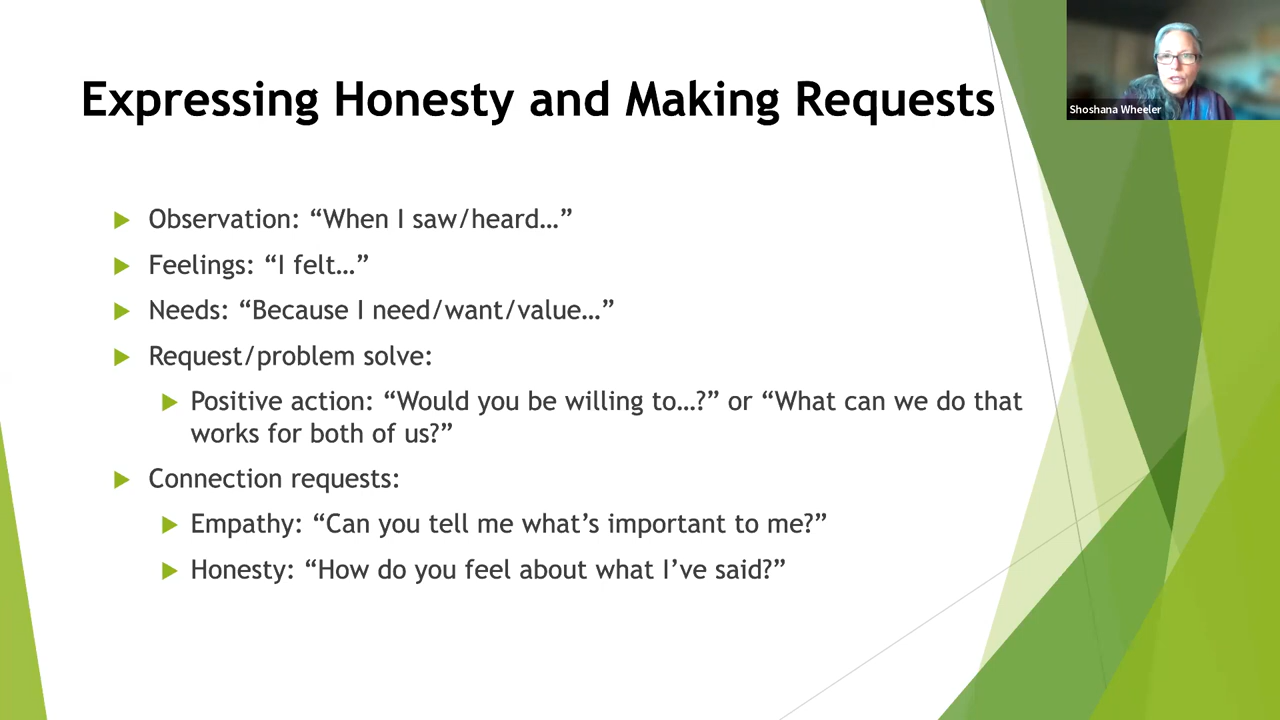 Expressing Honesty and Making Requests
Shoshana Wheeler
Observation: “When I saw/heard…”
Feelings: “I felt…”
Needs: “Because I need/want/value…”
Request/problem solve:
Positive action: “Would you be willing to…?” or “What can we do that
works for both of us?”
Connection requests:
Empathy: “Can you tell me what’s important to me?”
Honesty: “How do you feel about what I’ve said?”